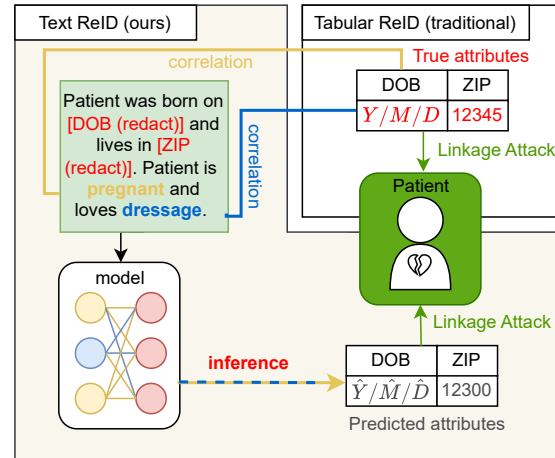 Text ReID (ours)
Tabular ReID (traditional)
correlation
True attributes
DOB ZIP
Y/M/D 12345
Patient was born on
[DOB (redact)] and
lives in [ZIP
(redact)]. Patient is
pregnant and
loves dressage.
correlation
Linkage Attack
Patient
model
Linkage Attack
inference
DOB ZIP
Ŷ/M̂/D̂ 12300
Predicted attributes